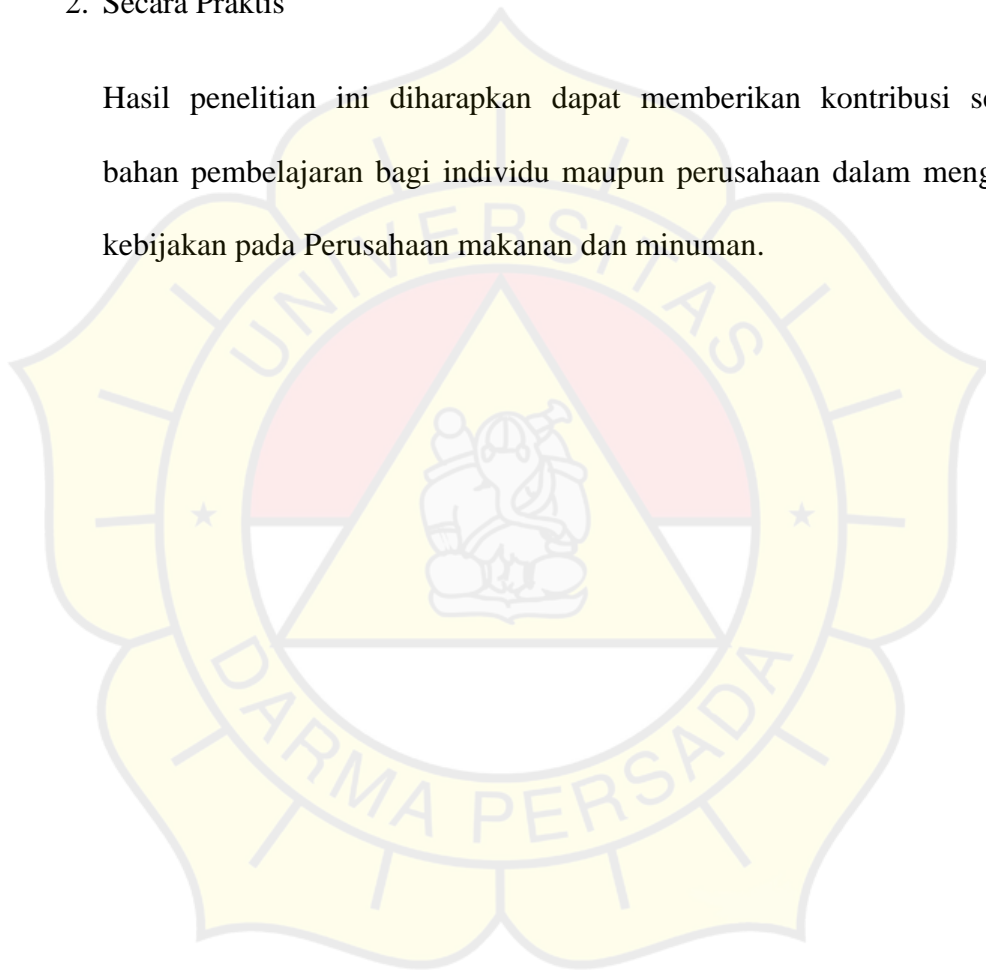 2. Secara Praktis
Hasil penelitian ini diharapkan dapat memberikan kontribusi
bahan pembelajaran bagi individu maupun perusahaan dalam
kebijakan pada Perusahaan makanan dan minuman.
UNIVERSITAS
DARMA PERSADA